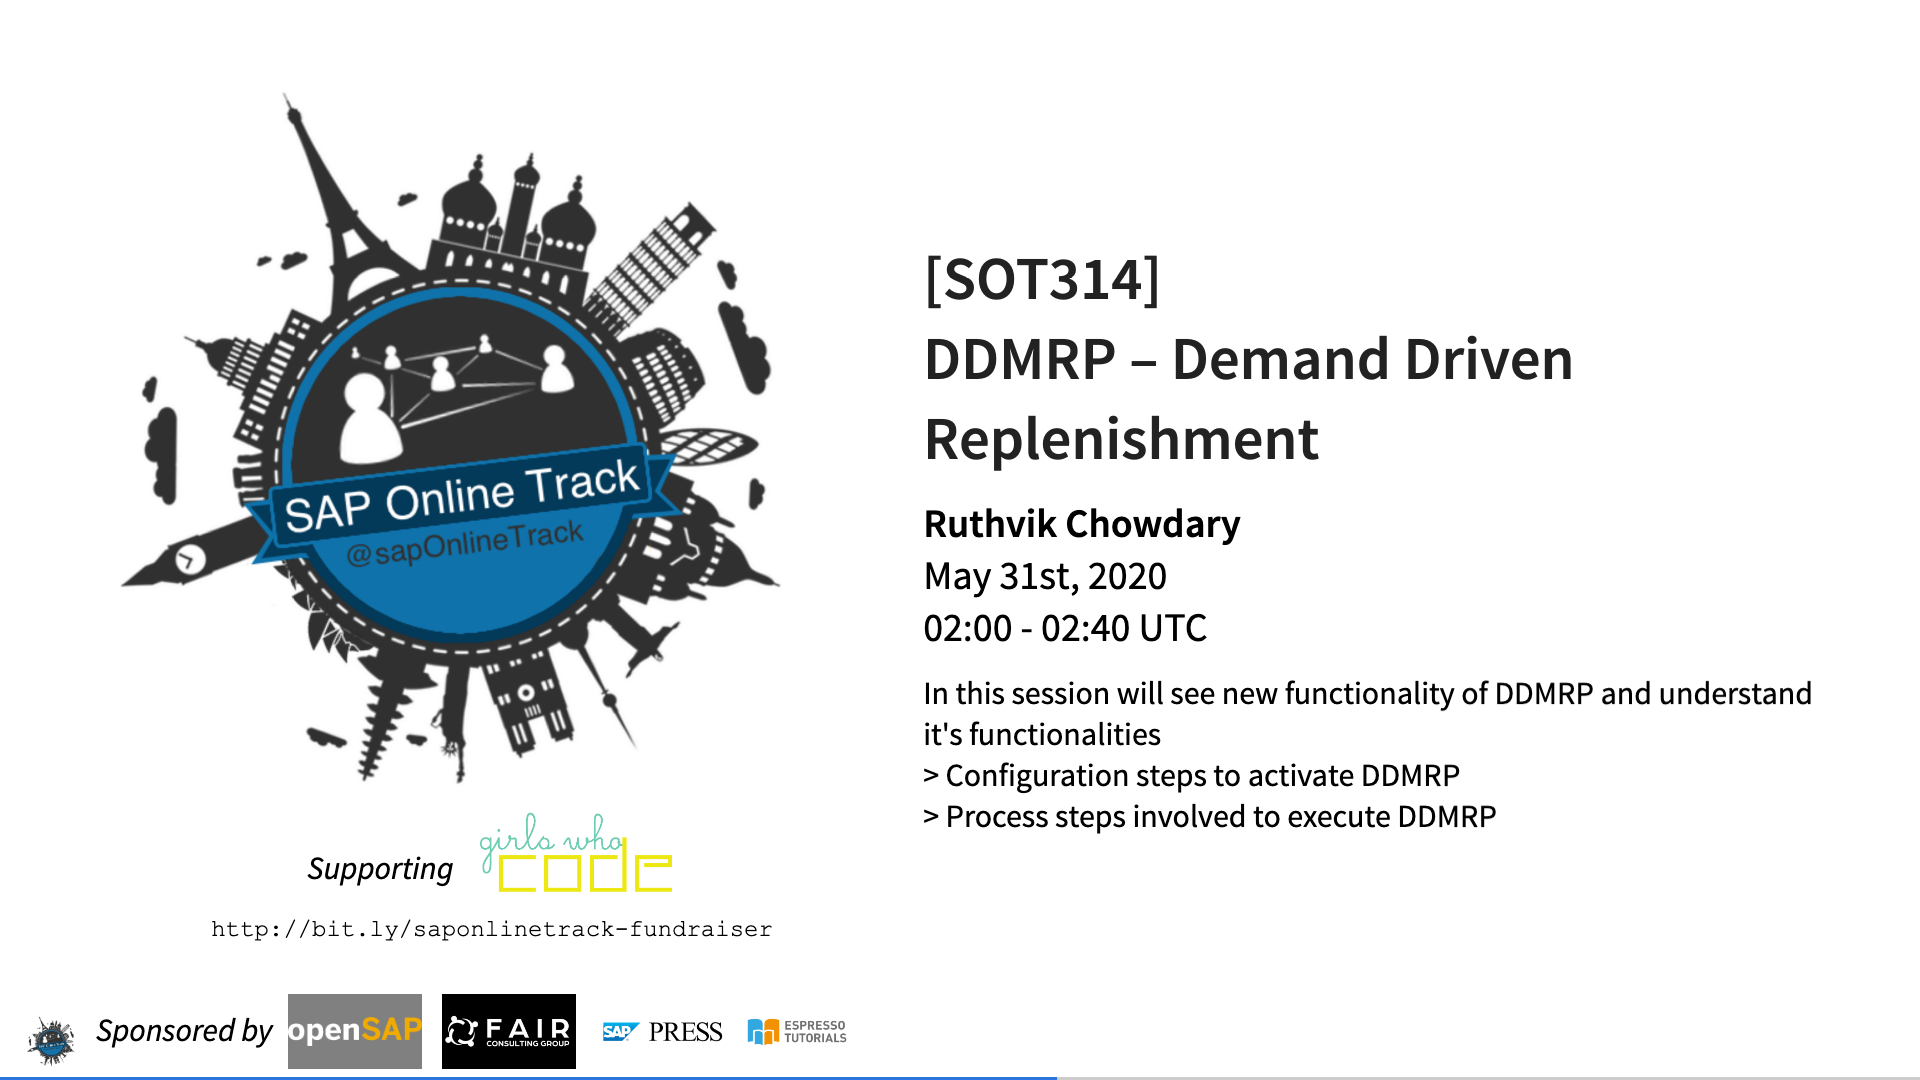 SAP Online Track
@sapOnlineTrack
Supporting
girls who
code
http://bit.ly/saponlinetrack-fundraiser
[SOT314]
DDMRP – Demand Driven
Replenishment
Ruthvik Chowdary
May 31st, 2020
02:00 - 02:40 UTC
In this session will see new functionality of DDMRP and understand
it's functionalities
> Configuration steps to activate DDMRP
> Process steps involved to execute DDMRP
Sponsored by
openSAP
FAIR
CONSULTING GROUP
SAP PRESS
ESPRESSO
TUTORIALS